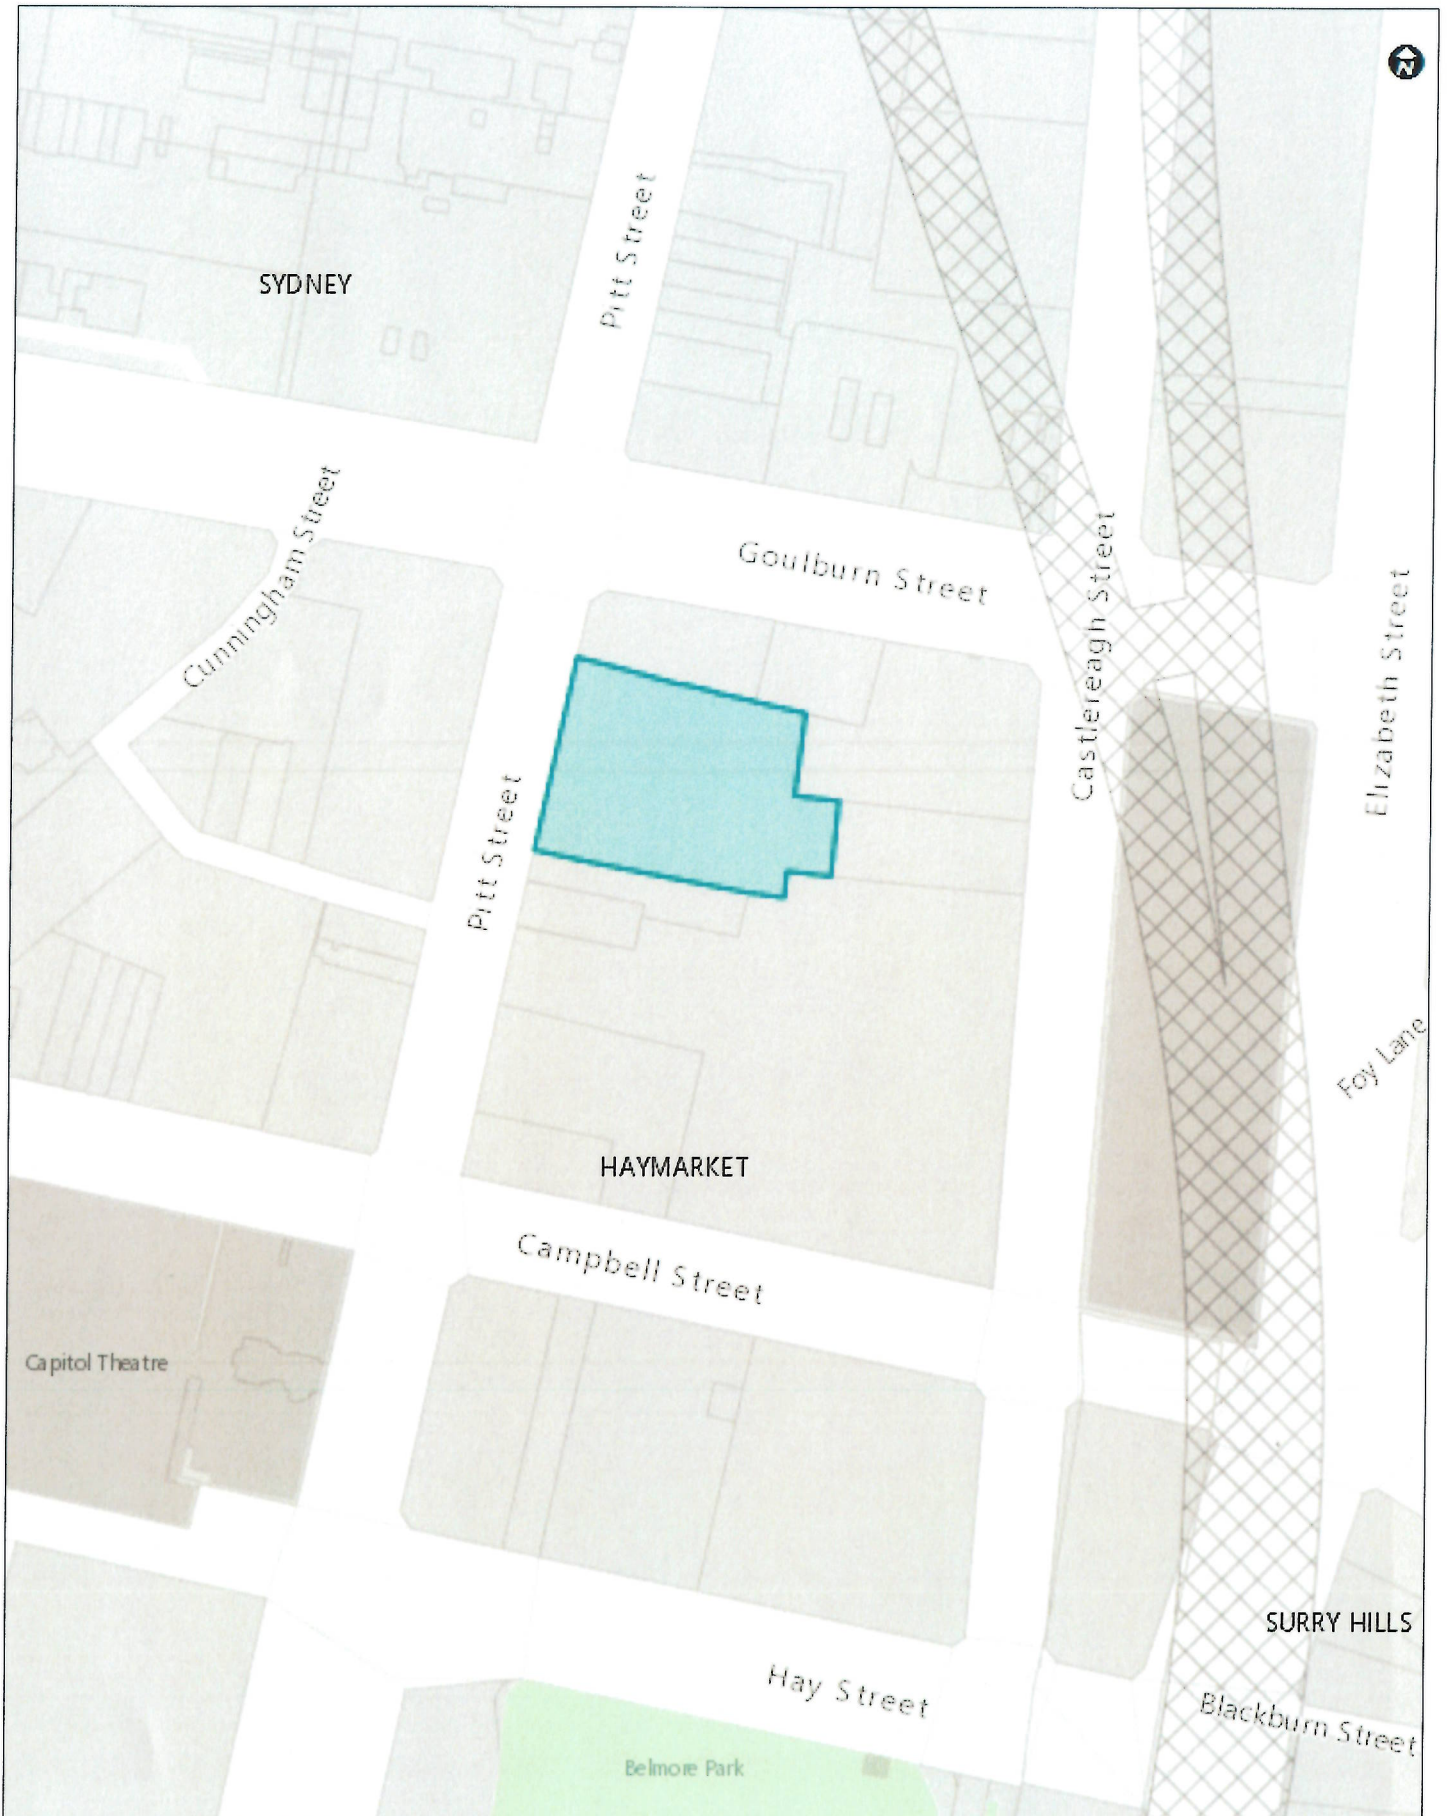 N
Pitt Street
SYDNEY
Cunningham Street
Goulburn Street
Castlereagh Street
Elizabeth Street
Pitt Street
Foy Lane
HAYMARKET
Campbell Street
Capitol Theatre
SURRY HILLS
Hay Street
Blackburn Street
Belmore Park